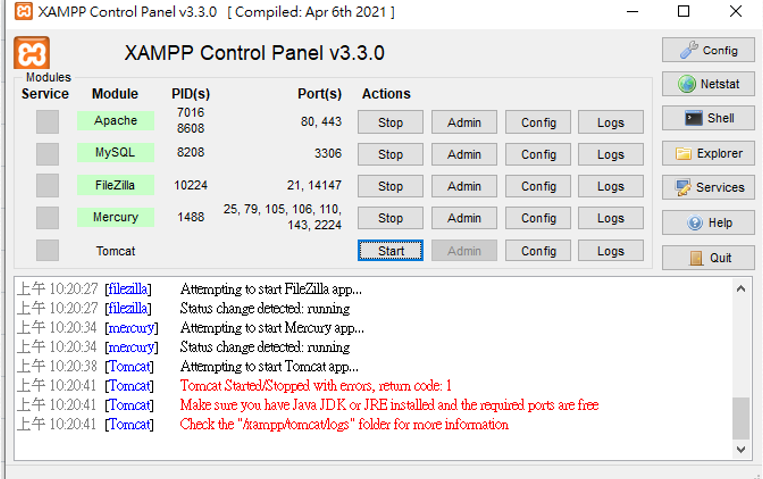 XAMPP Control Panel v3.3.0 [ Compiled: Apr 6th 2021 ]
XAMPP Control Panel v3.3.0
Config
Modules
Service Module PID(s) Port(s) Actions
Netstat
Apache 7016 8608 80, 443 Stop Admin Config Logs
Shell
MySQL 8208 3306 Stop Admin Config Logs
Explorer
FileZilla 10224 21, 14147 Stop Admin Config Logs
Services
Mercury 1488 25, 79, 105, 106, 110, 143, 2224 Stop Admin Config Logs
Help
Tomcat Start Admin Config Logs
Quit
上午 10:20:27 [filezilla] Attempting to start FileZilla app...
上午 10:20:27 [filezilla] Status change detected: running
上午 10:20:34 [mercury] Attempting to start Mercury app...
上午 10:20:34 [mercury] Status change detected: running
上午 10:20:38 [Tomcat] Attempting to start Tomcat app...
上午 10:20:41 [Tomcat] Tomcat Started/Stopped with errors, return code: 1
上午 10:20:41 [Tomcat] Make sure you have Java JDK or JRE installed and the required ports are free
上午 10:20:41 [Tomcat] Check the "/xampp/tomcat/logs" folder for more information